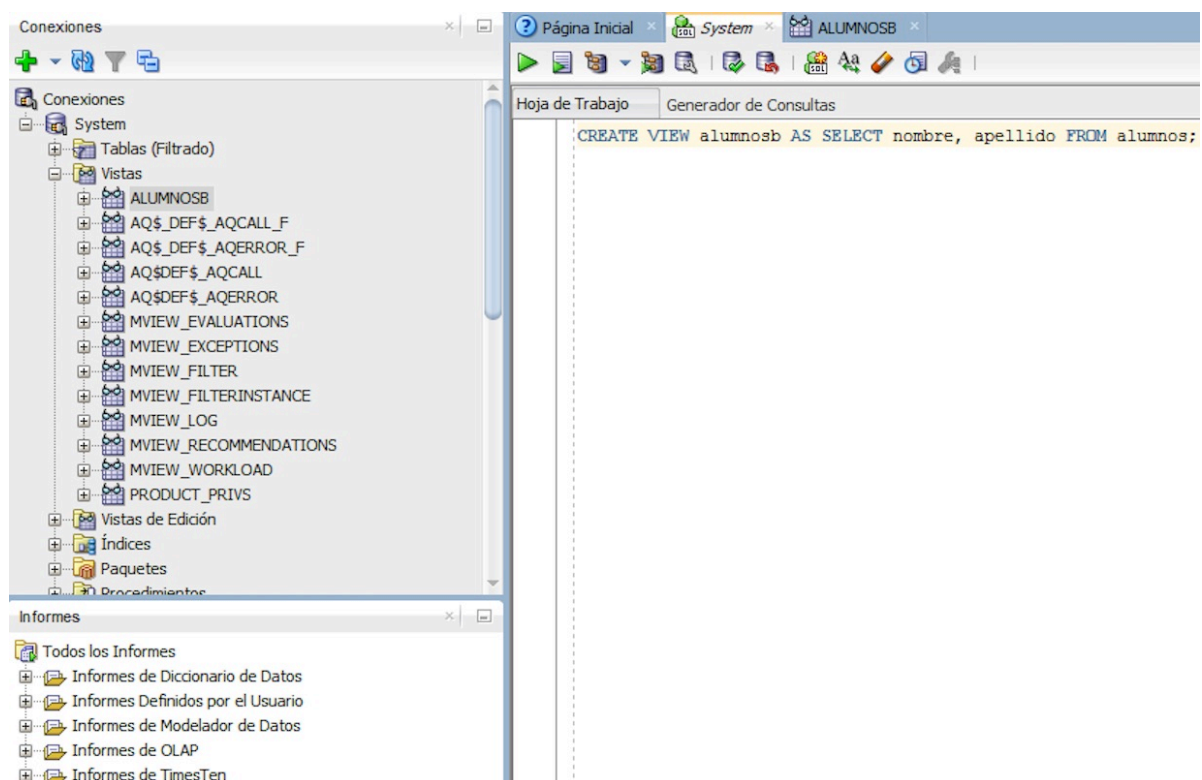 Conexiones
Conexiones
System
Tablas (Filtrado)
Vistas
ALUMNOSB
AQ$_DEF$_AQCALL_F
AQ$_DEF$_AQERROR_F
AQ$DEF$_AQCALL
AQ$DEF$_AQERROR
MVIEW_EVALUATIONS
MVIEW_EXCEPTIONS
MVIEW_FILTER
MVIEW_FILTERINSTANCE
MVIEW_LOG
MVIEW_RECOMMENDATIONS
MVIEW_WORKLOAD
PRODUCT_PRIVS
Vistas de Edición
Índices
Paquetes
Procedimientos
Informes
Todos los Informes
Informes de Diccionario de Datos
Informes Definidos por el Usuario
Informes de Modelador de Datos
Informes de OLAP
Informes de TimesTen
Página Inicial System ALUMNOSB
Hoja de Trabajo Generador de Consultas
CREATE VIEW alumnosb AS SELECT nombre, apellido FROM alumnos;